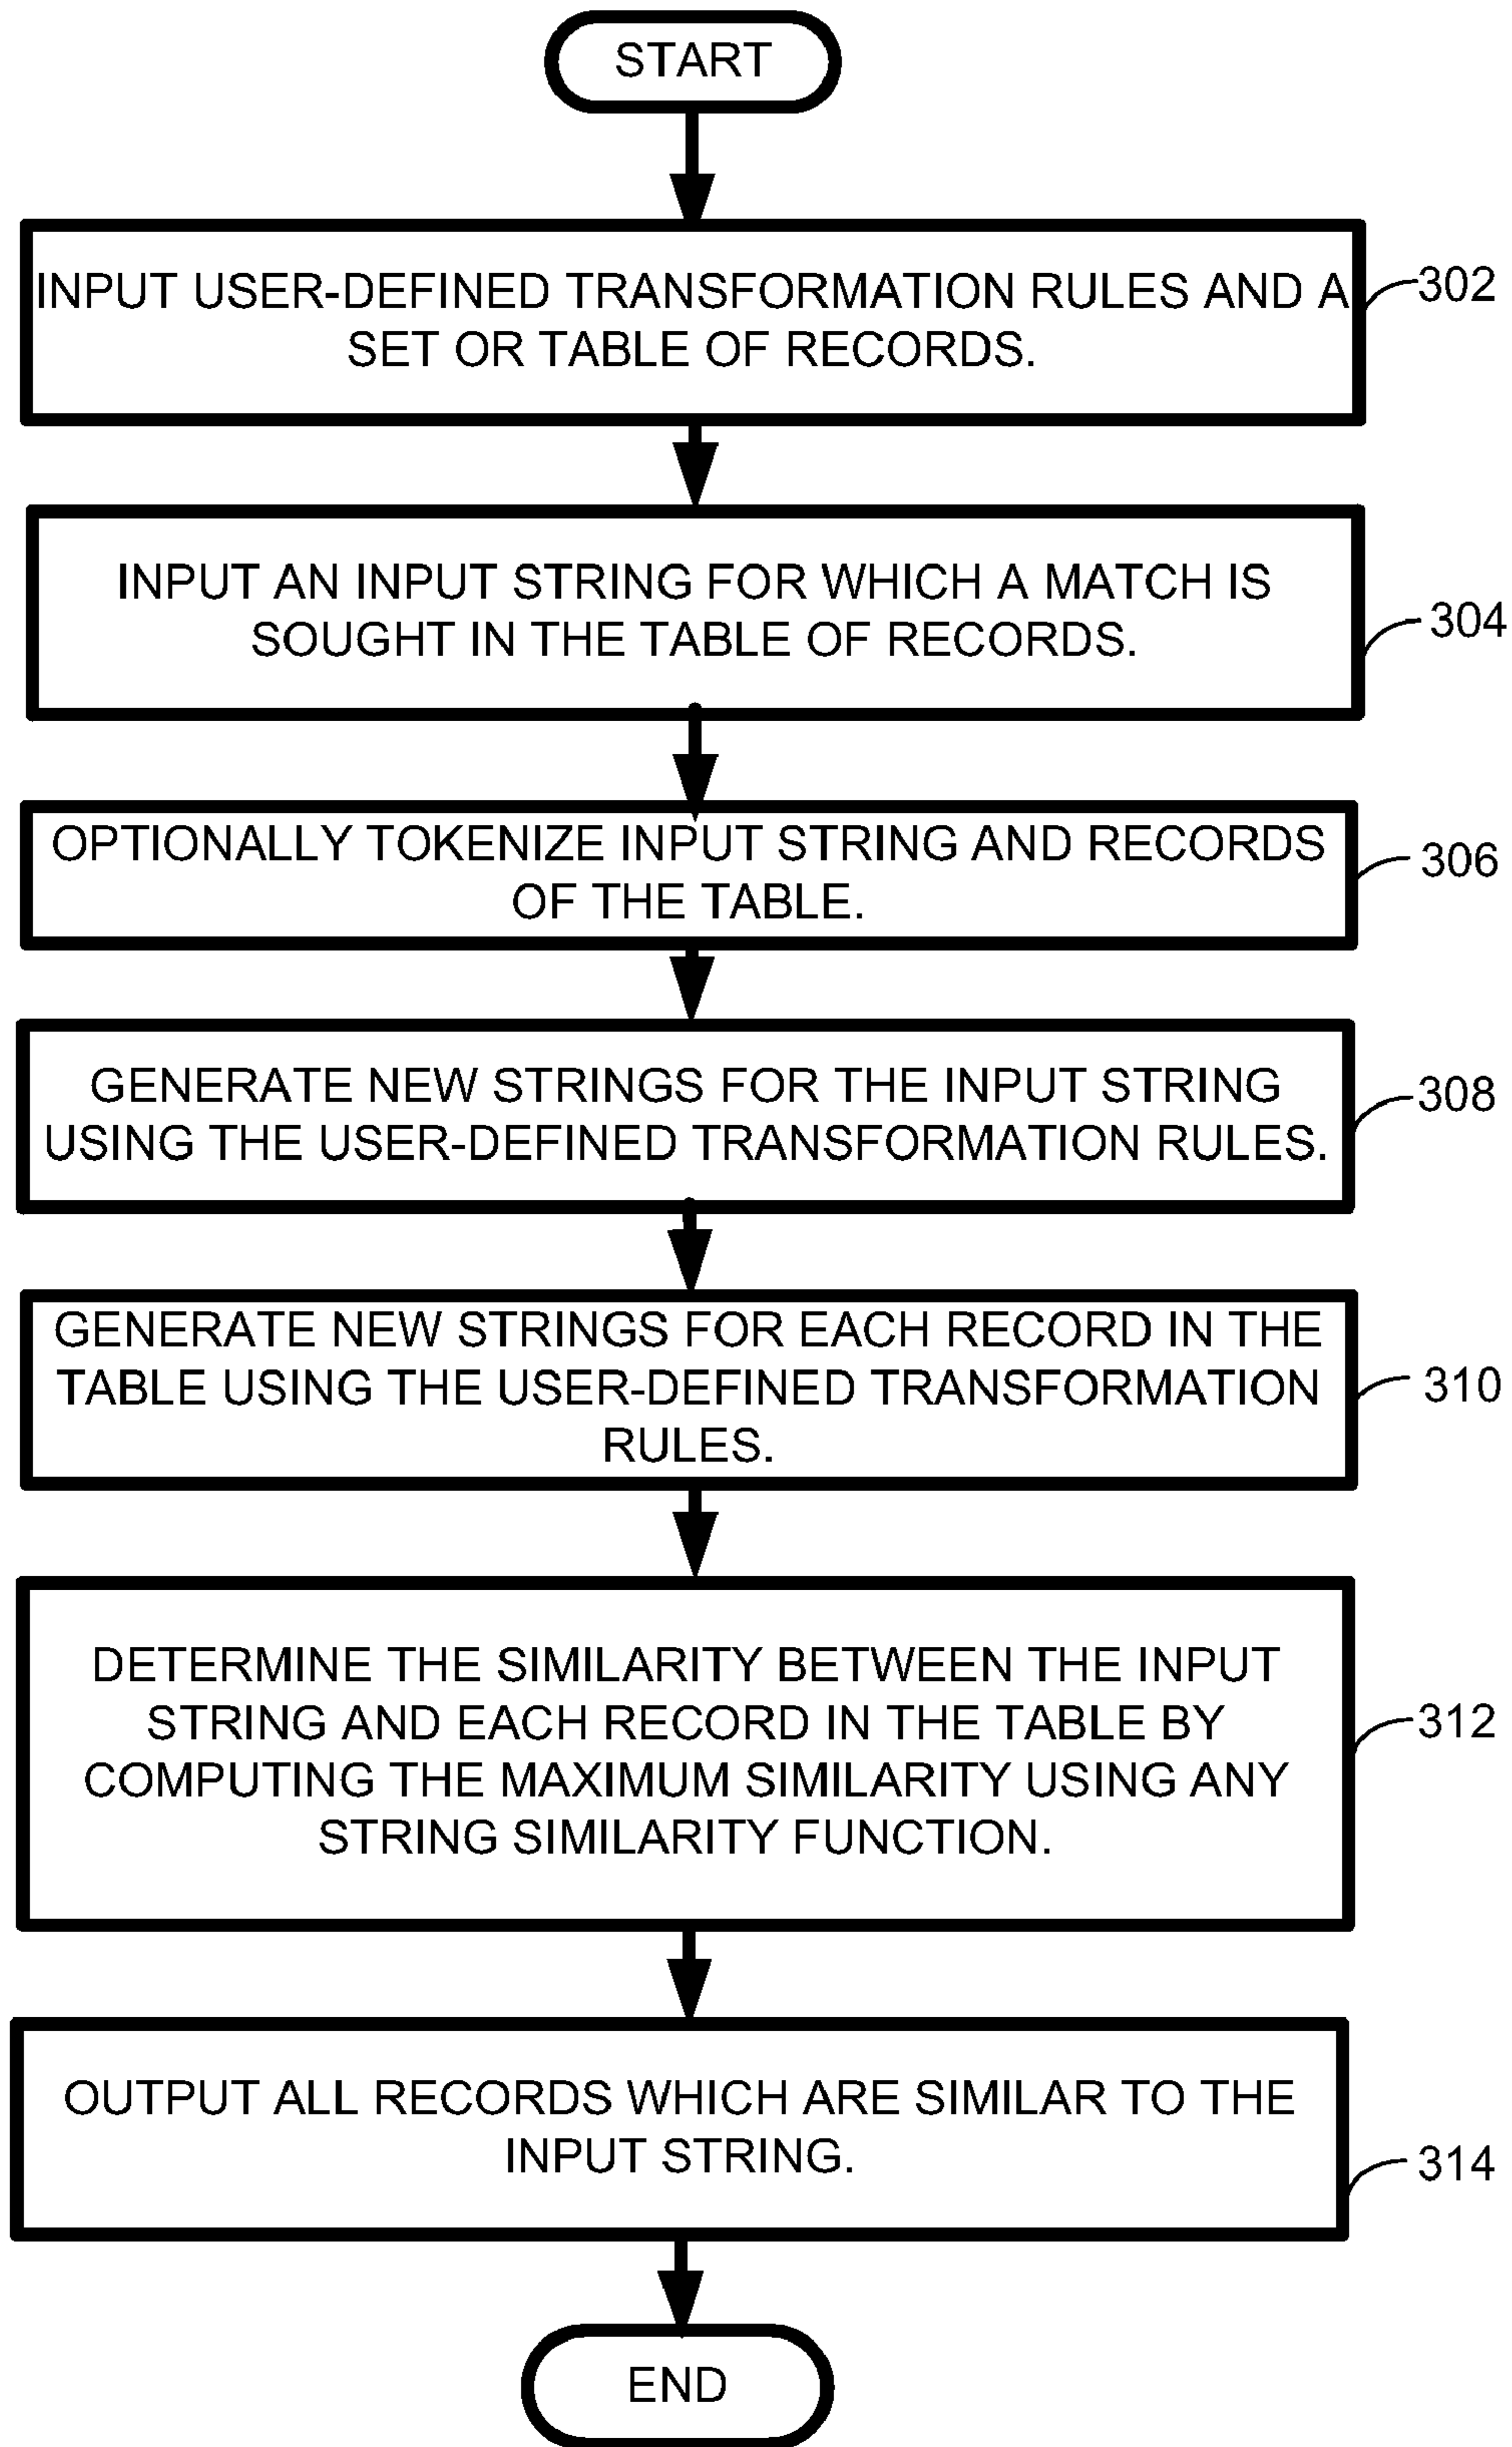 START
INPUT USER-DEFINED TRANSFORMATION RULES AND A
SET OR TABLE OF RECORDS.
302
INPUT AN INPUT STRING FOR WHICH A MATCH IS
SOUGHT IN THE TABLE OF RECORDS.
304
OPTIONALLY TOKENIZE INPUT STRING AND RECORDS
OF THE TABLE.
306
GENERATE NEW STRINGS FOR THE INPUT STRING
USING THE USER-DEFINED TRANSFORMATION RULES.
308
GENERATE NEW STRINGS FOR EACH RECORD IN THE
TABLE USING THE USER-DEFINED TRANSFORMATION
RULES.
310
DETERMINE THE SIMILARITY BETWEEN THE INPUT
STRING AND EACH RECORD IN THE TABLE BY
COMPUTING THE MAXIMUM SIMILARITY USING ANY
STRING SIMILARITY FUNCTION.
312
OUTPUT ALL RECORDS WHICH ARE SIMILAR TO THE
INPUT STRING.
314
END